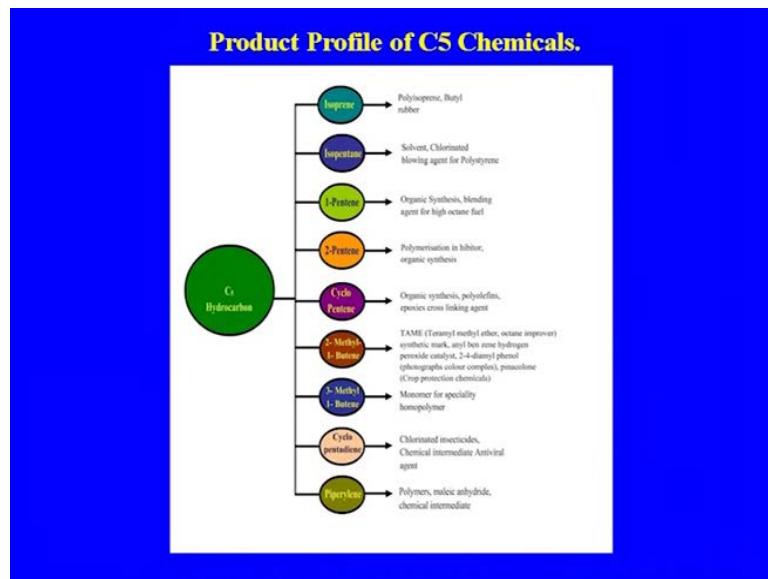 Product Profile of C5 Chemicals.
Isoprene
Polyisoprene, Butyl
rubber
Isopentane
Solvent, Chlorinated
blowing agent for Polystyrene
1-Pentene
Organic Synthesis, blending
agent for high octane fuel
2-Pentene
Polymerisation in hibitor,
organic synthesis
C5
Hydrocarbon
Cyclo
Pentene
Organic synthesis, polyolefins,
epoxies cross linking agent
2- Methyl-
1- Butene
TAME (Teramyl methyl ether, octane improver)
synthetic mark, anyl ben zene hydrogen
peroxide catalyst, 2-4-diamyl phenol
(photographs colour complex), pinacolone
(Crop protection chemicals)
3- Methyl
1- Butene
Monomer for speciality
homopolymer
Cyclo
pentadiene
Chlorinated insecticides,
Chemical intermediate Antiviral
agent
Piperylene
Polymers, maleic anhydride,
chemical intermediate